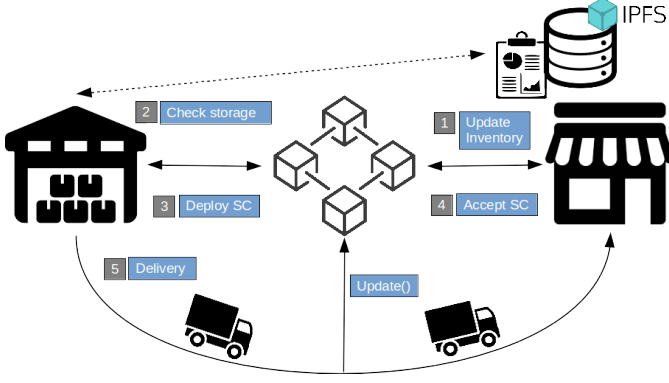 IPFS
2 Check storage
1 Update
Inventory
3 Deploy SC
4 Accept SC
5 Delivery
Update()